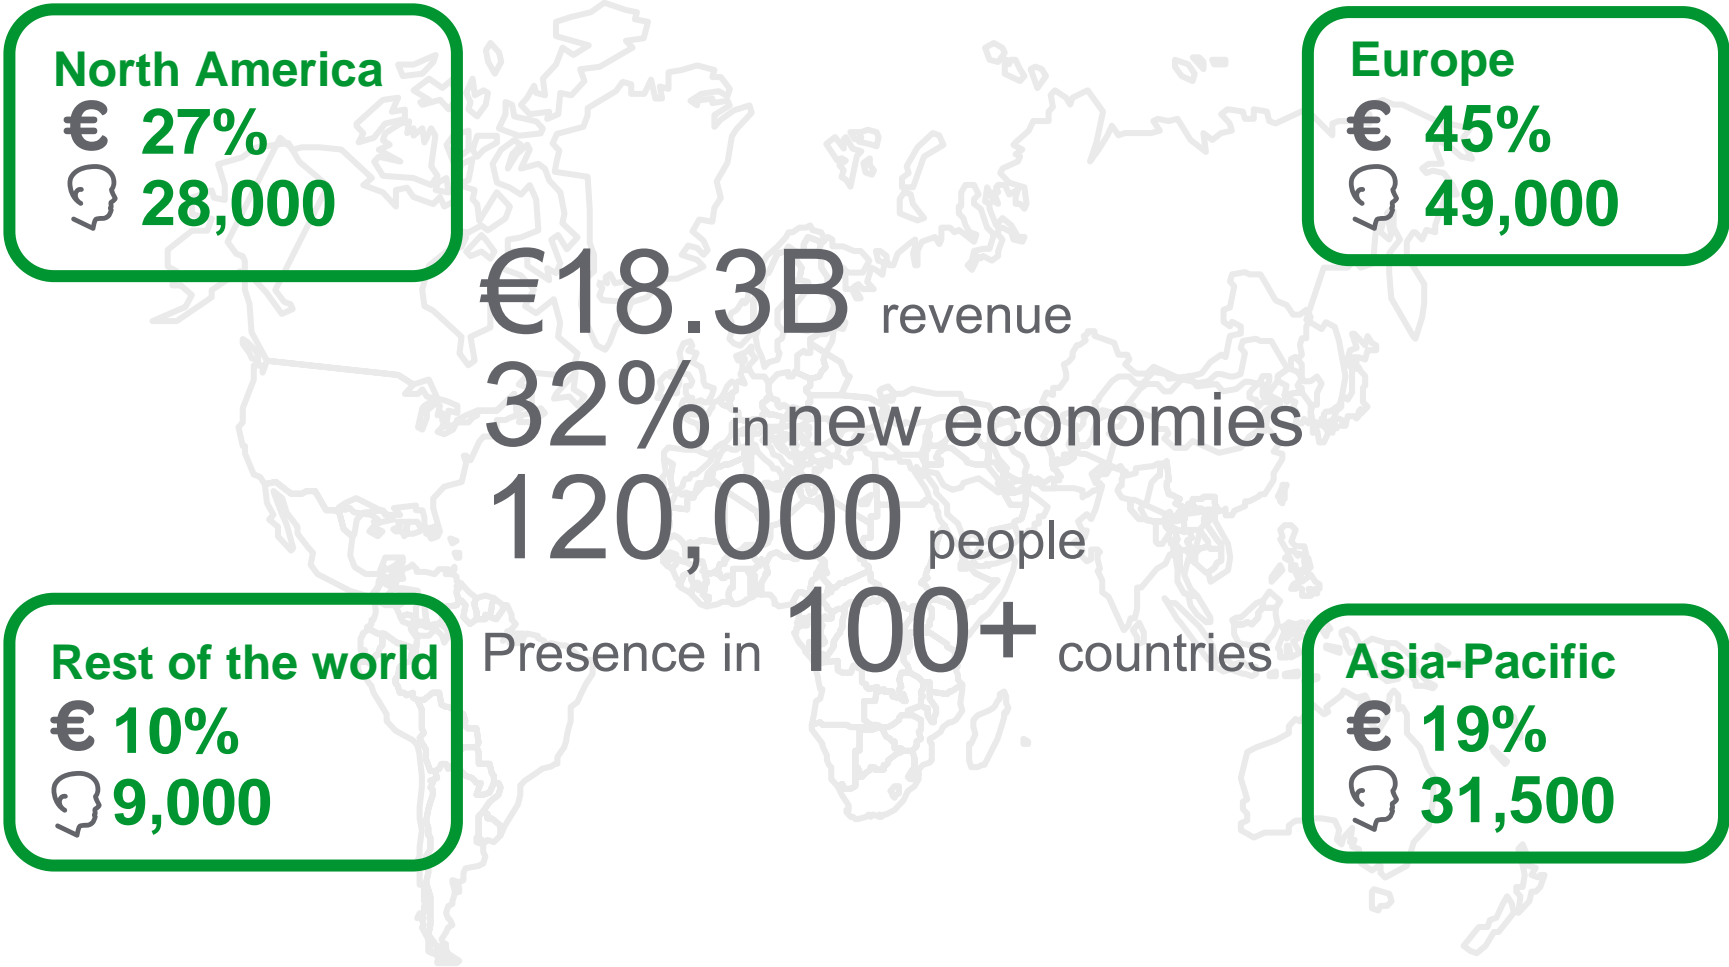 North America
€ 27%
28,000
Europe
€ 45%
49,000
€18.3B revenue
32% in new economies
120,000 people
Presence in 100+ countries
Rest of the world
€ 10%
9,000
Asia-Pacific
€ 19%
31,500